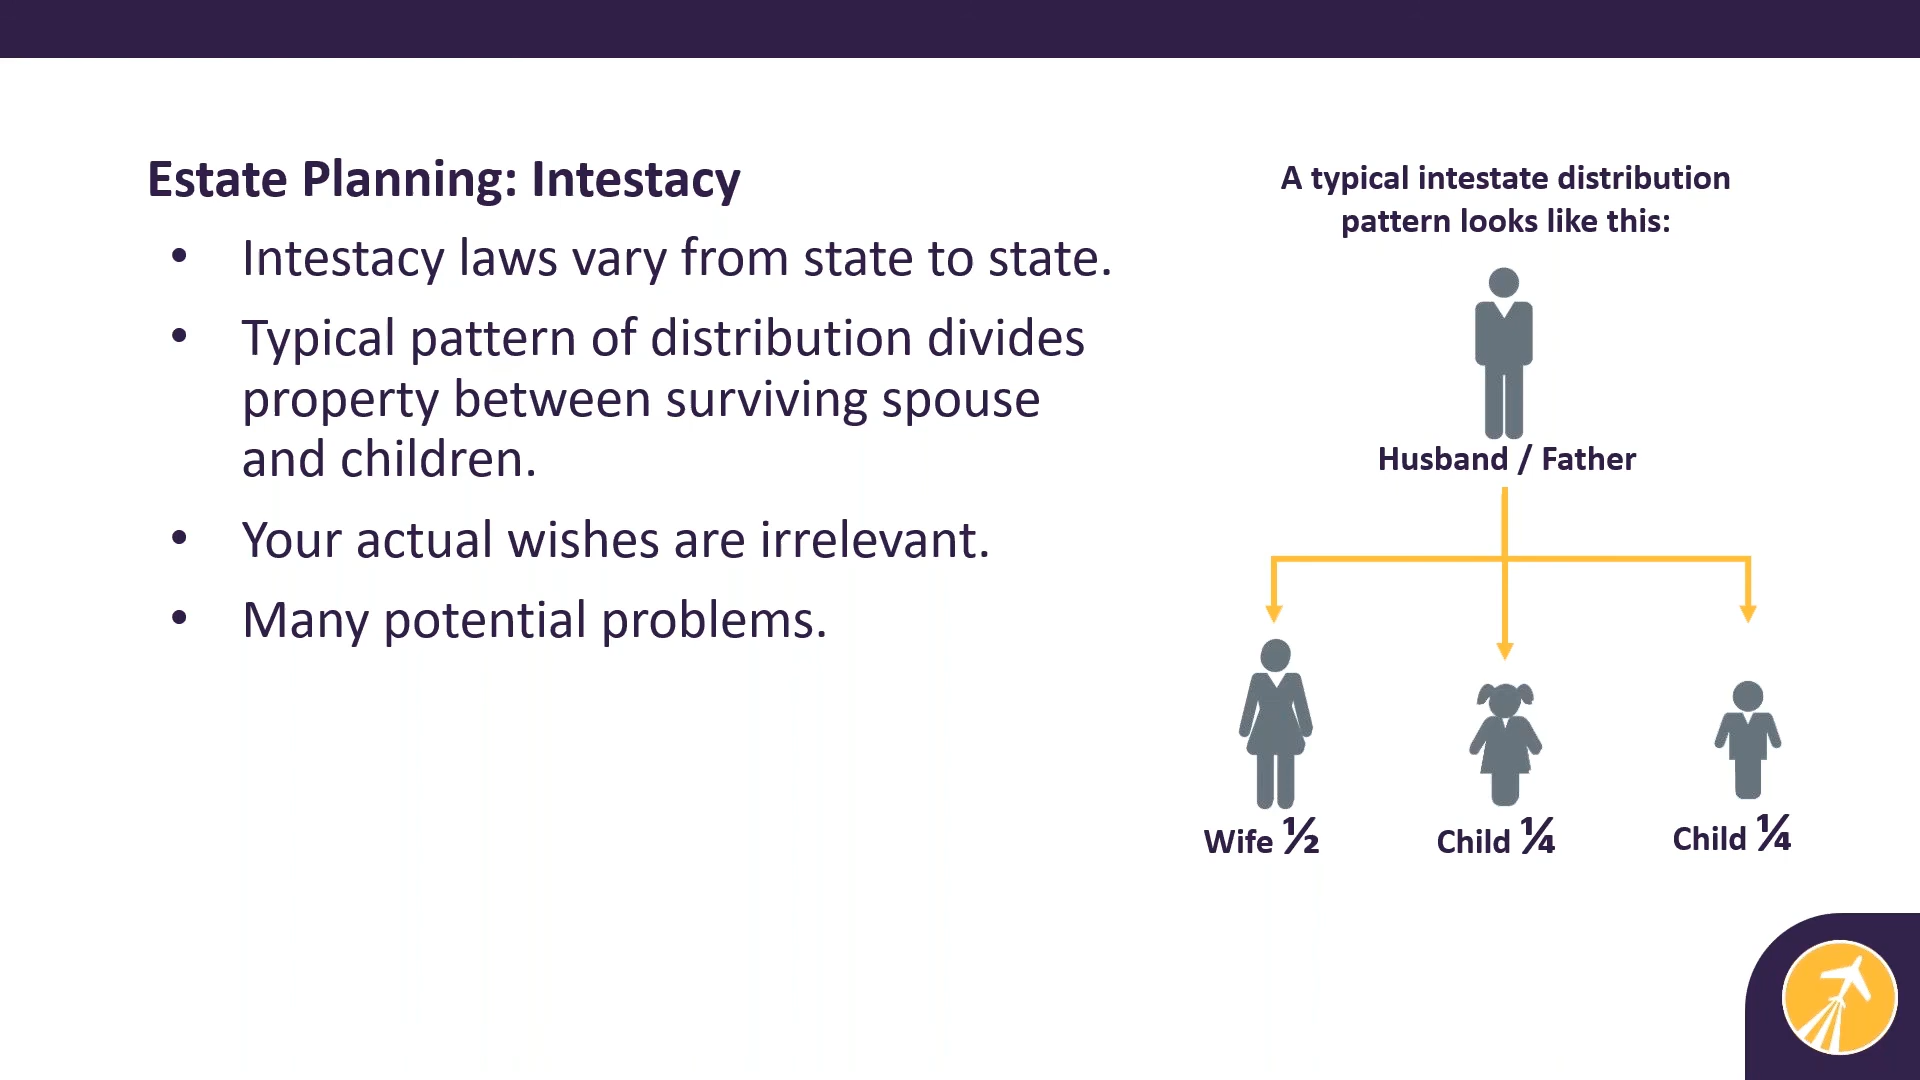 Estate Planning: Intestacy
• Intestacy laws vary from state to state.
• Typical pattern of distribution divides
property between surviving spouse
and children.
• Your actual wishes are irrelevant.
• Many potential problems.
A typical intestate distribution
pattern looks like this:
Husband / Father
Wife ½
Child ¼
Child ¼